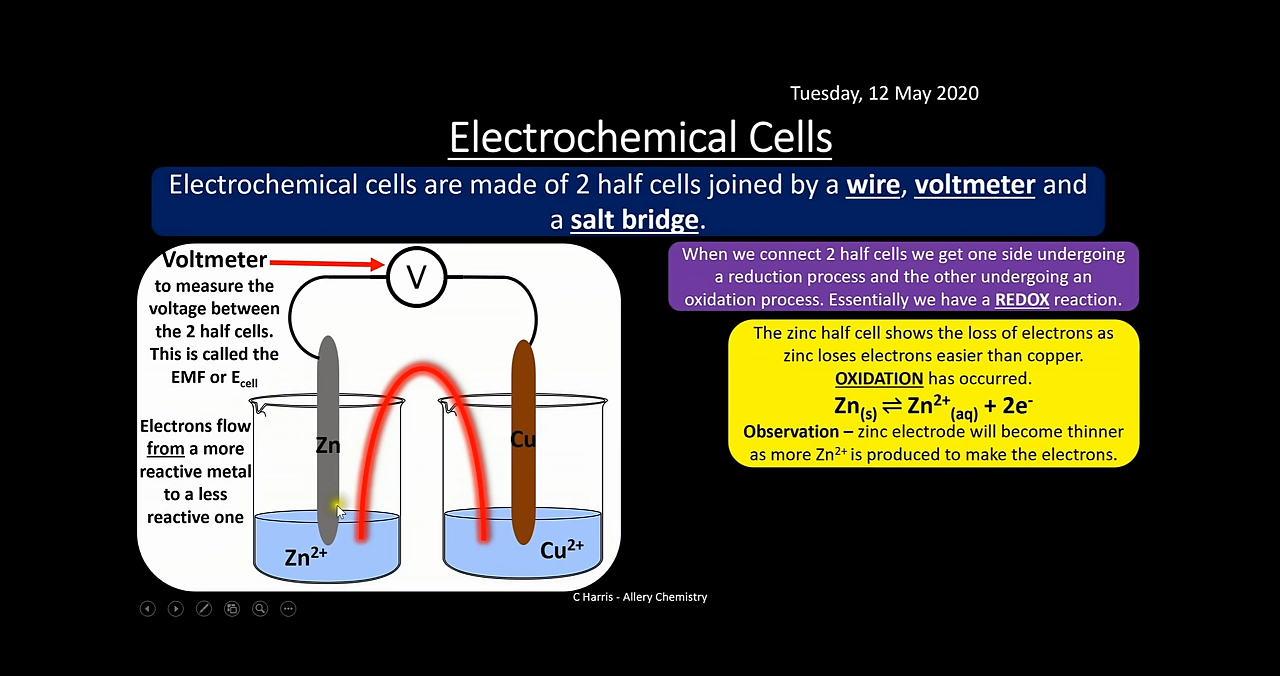 Tuesday, 12 May 2020
Electrochemical Cells
Electrochemical cells are made of 2 half cells joined by a wire, voltmeter and
a salt bridge.
Voltmeter
to measure the
voltage between
the 2 half cells.
This is called the
EMF or Ecell
Electrons flow
from a more
reactive metal
to a less
reactive one
V
Zn
Cu
Zn²⁺
Cu²⁺
When we connect 2 half cells we get one side undergoing
a reduction process and the other undergoing an
oxidation process. Essentially we have a REDOX reaction.
The zinc half cell shows the loss of electrons as
zinc loses electrons easier than copper.
OXIDATION has occurred.
Zn(s) ⇌ Zn²⁺(aq) + 2e⁻
Observation – zinc electrode will become thinner
as more Zn²⁺ is produced to make the electrons.
C Harris - Allery Chemistry